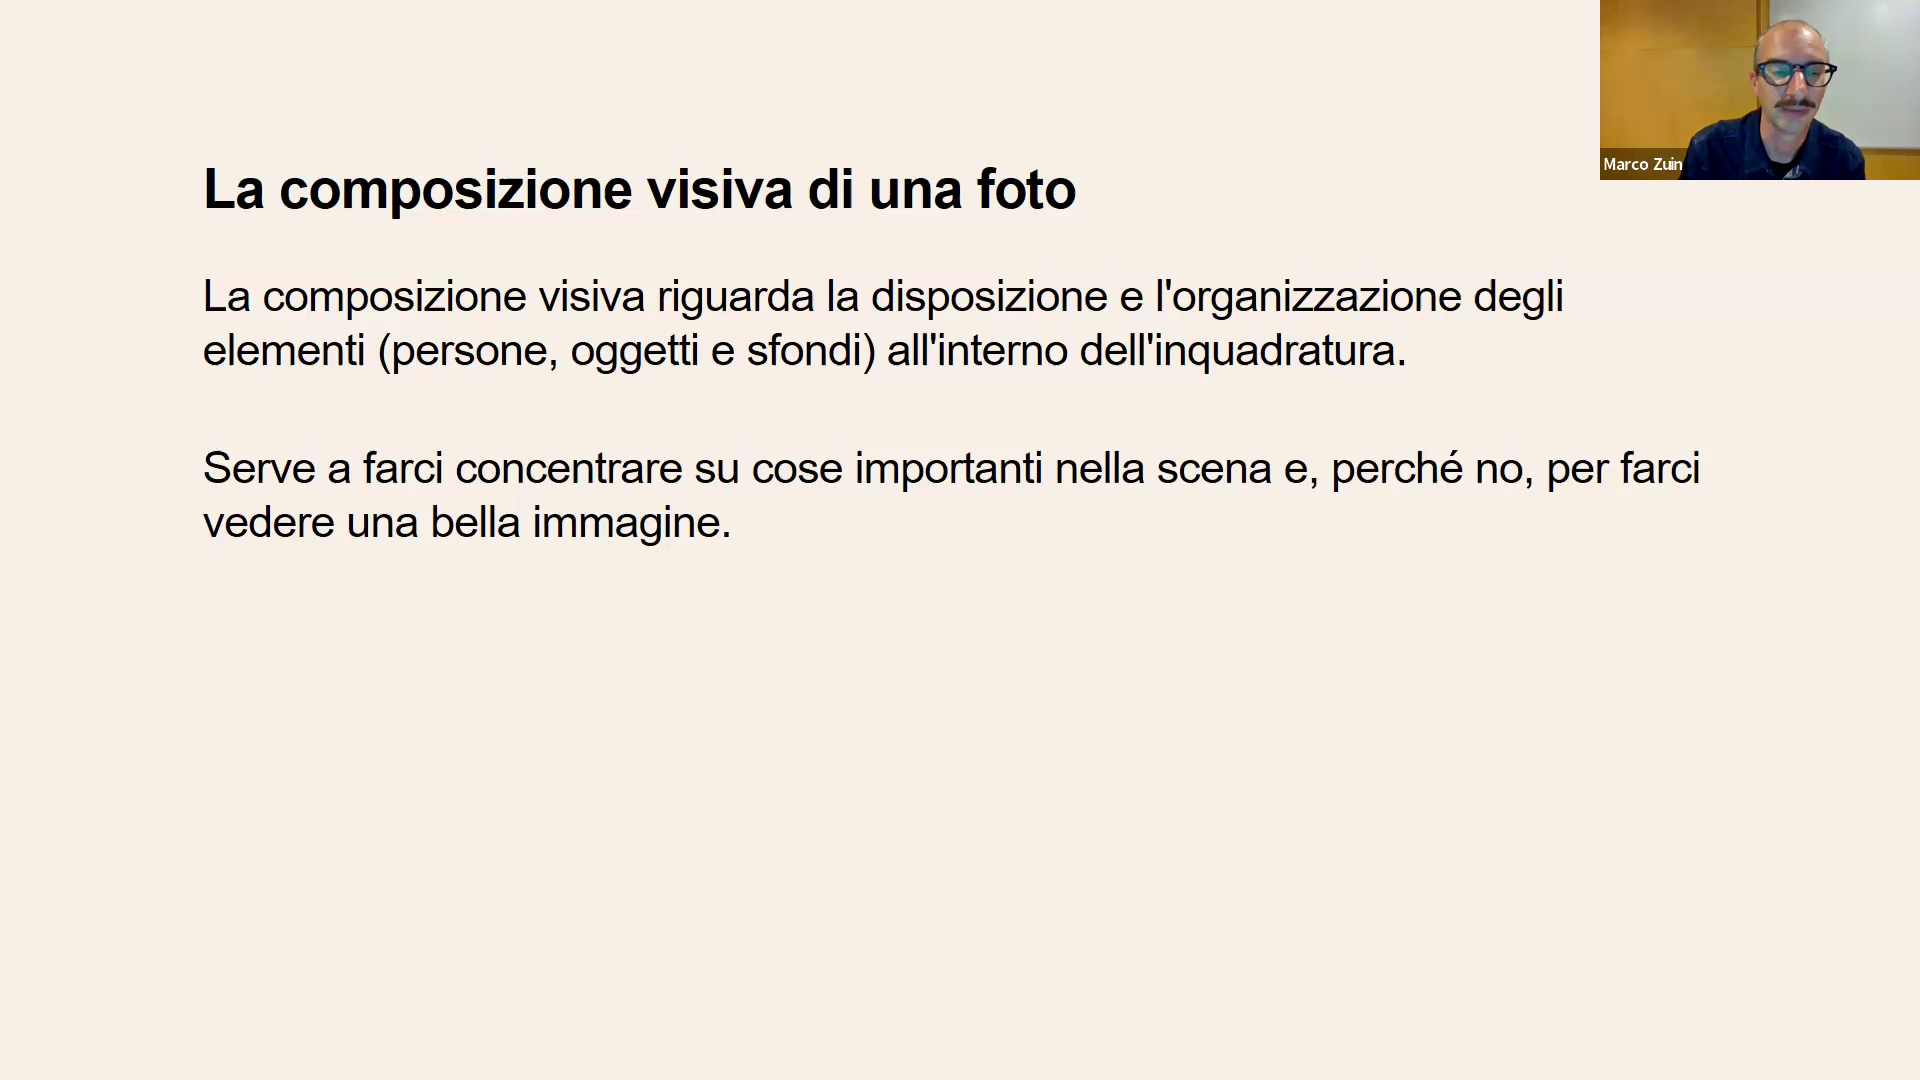 La composizione visiva di una foto
La composizione visiva riguarda la disposizione e l'organizzazione degli
elementi (persone, oggetti e sfondi) all'interno dell'inquadratura.
Serve a farci concentrare su cose importanti nella scena e, perché no, per farci
vedere una bella immagine.
Marco Zuin